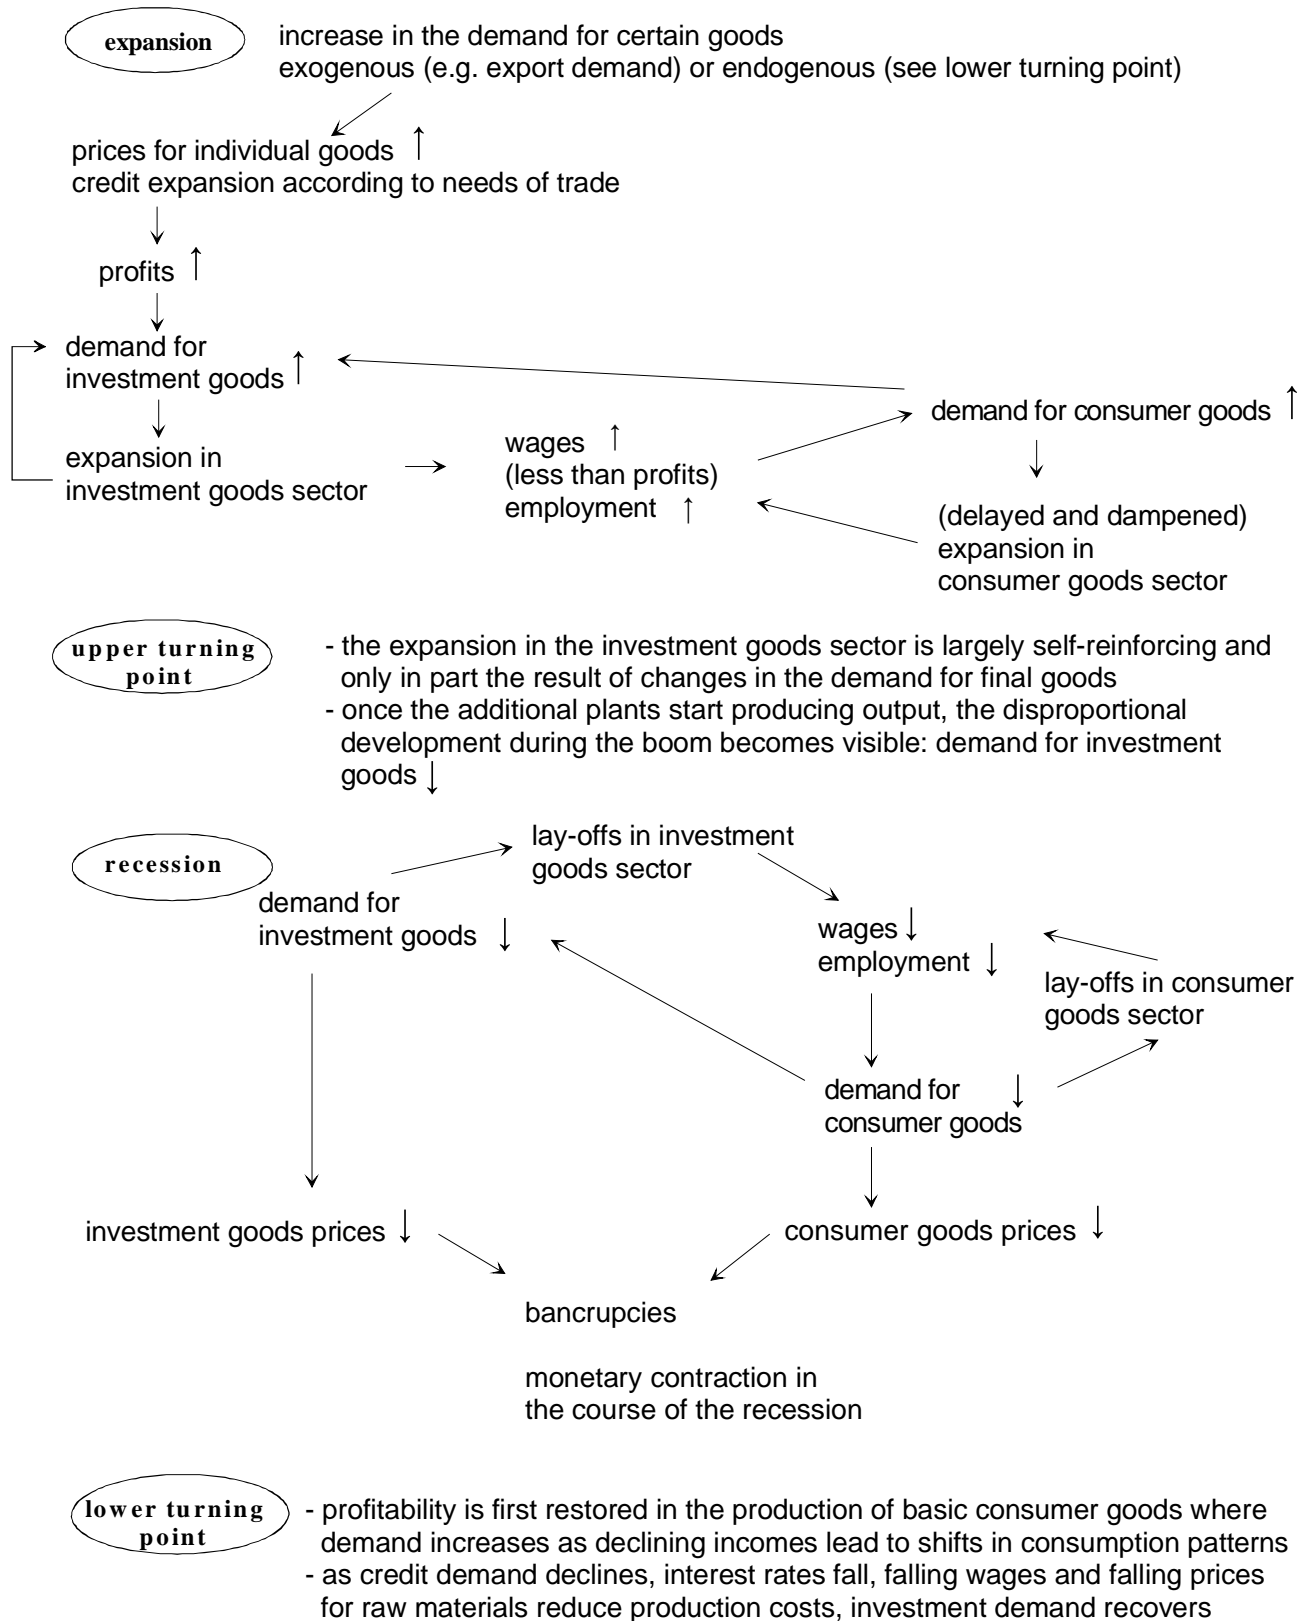 expansion
increase in the demand for certain goods
exogenous (e.g. export demand) or endogenous (see lower turning point)
prices for individual goods ↑
credit expansion according to needs of trade
profits ↑
demand for
investment goods ↑
expansion in
investment goods sector
wages ↑
(less than profits)
employment ↑
demand for consumer goods ↑
(delayed and dampened)
expansion in
consumer goods sector
upper turning
point
- the expansion in the investment goods sector is largely self-reinforcing and
only in part the result of changes in the demand for final goods
- once the additional plants start producing output, the disproportional
development during the boom becomes visible: demand for investment
goods ↓
recession
demand for
investment goods ↓
lay-offs in investment
goods sector
wages ↓
employment ↓
lay-offs in consumer
goods sector
demand for ↓
consumer goods
investment goods prices ↓
consumer goods prices ↓
bancrupcies
monetary contraction in
the course of the recession
lower turning
point
- profitability is first restored in the production of basic consumer goods where
demand increases as declining incomes lead to shifts in consumption patterns
- as credit demand declines, interest rates fall, falling wages and falling prices
for raw materials reduce production costs, investment demand recovers